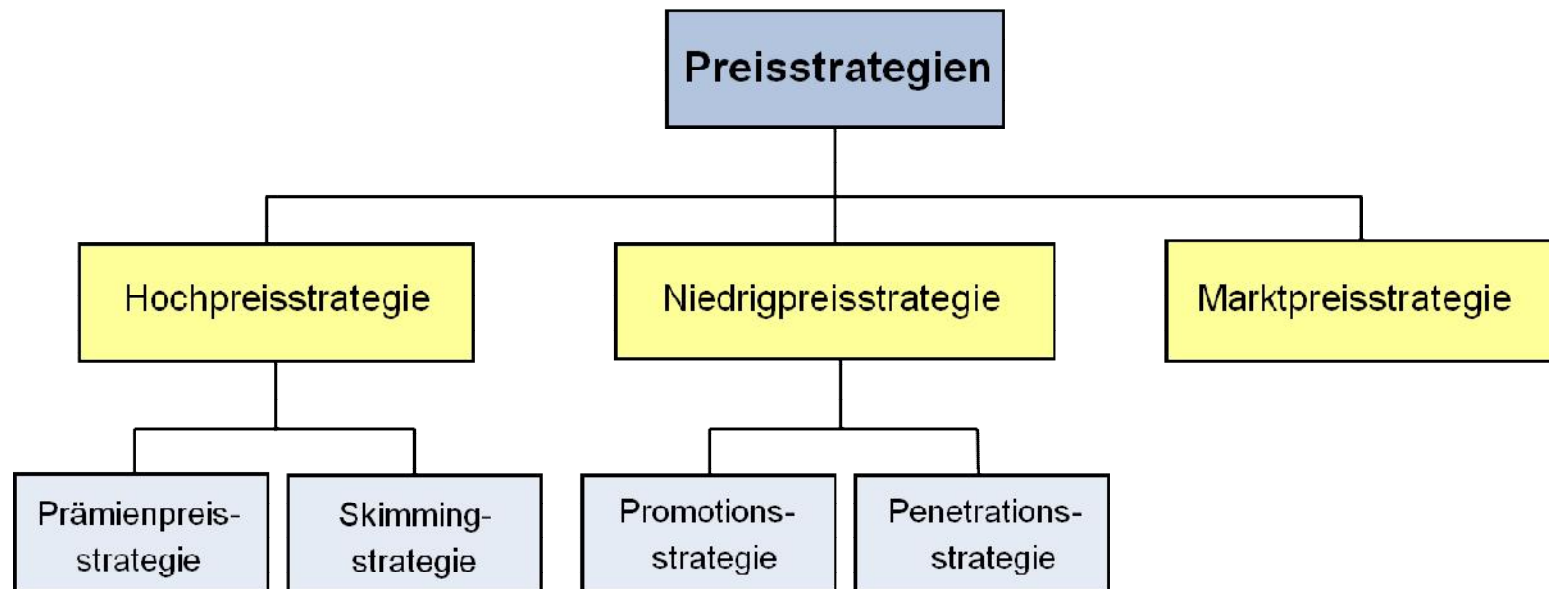 Preisstrategien
Hochpreisstrategie
Niedrigpreisstrategie
Marktpreisstrategie
Prämienpreis-
strategie
Skimming-
strategie
Promotions-
strategie
Penetrations-
strategie